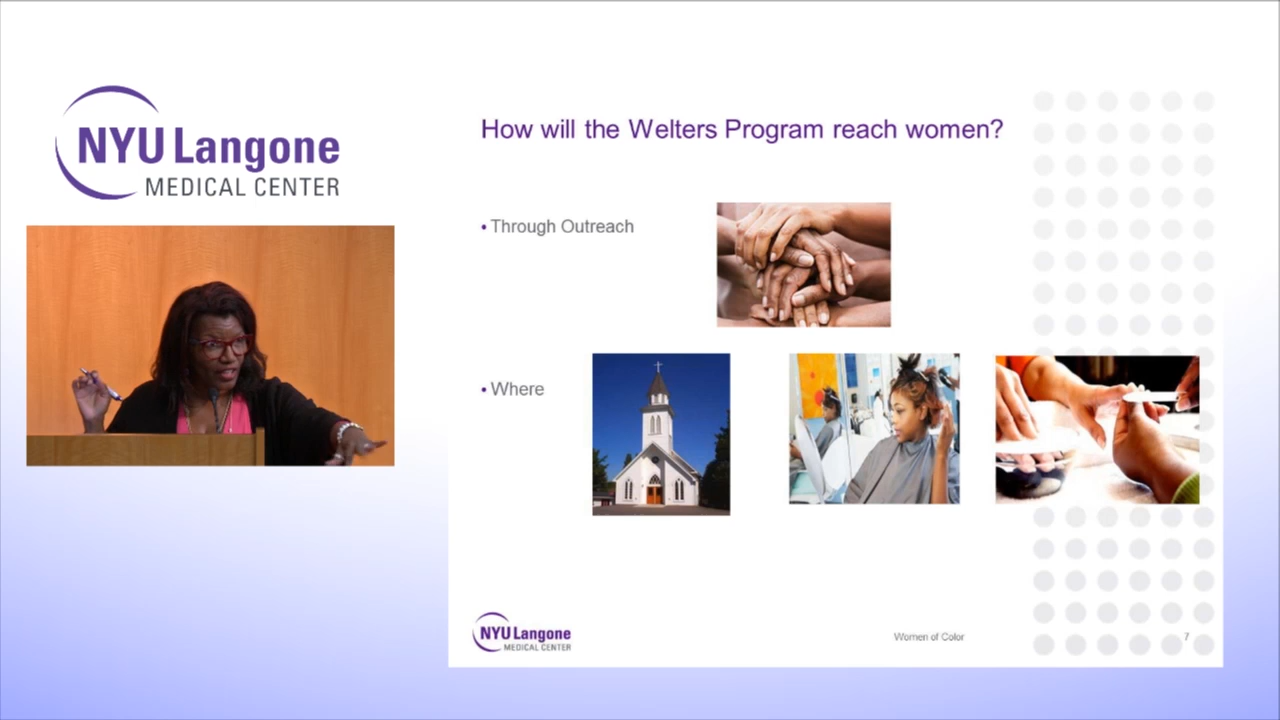 NYU Langone
MEDICAL CENTER
How will the Welters Program reach women?
• Through Outreach
• Where
NYU Langone
MEDICAL CENTER
Women of Color
7